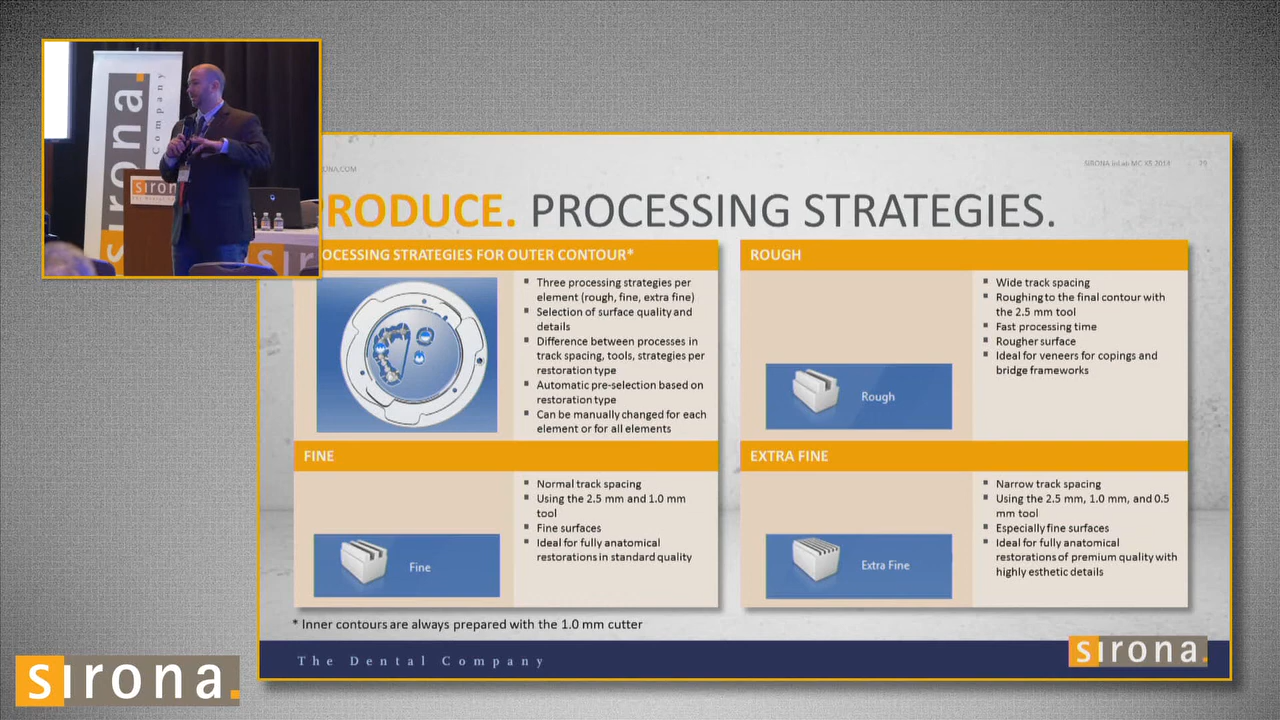 sirona.
Company
sirona
SIRONA inLab MC X5 2014
29
ONA.COM
RODUCE. PROCESSING STRATEGIES.
OCESSING STRATEGIES FOR OUTER CONTOUR*
Three processing strategies per
element (rough, fine, extra fine)
Selection of surface quality and
details
Difference between processes in
track spacing, tools, strategies per
restoration type
Automatic pre-selection based on
restoration type
Can be manually changed for each
element or for all elements
ROUGH
Rough
Wide track spacing
Roughing to the final contour with
the 2.5 mm tool
Fast processing time
Rougher surface
Ideal for veneers for copings and
bridge frameworks
FINE
Fine
Normal track spacing
Using the 2.5 mm and 1.0 mm
tool
Fine surfaces
Ideal for fully anatomical
restorations in standard quality
EXTRA FINE
Extra Fine
Narrow track spacing
Using the 2.5 mm, 1.0 mm, and 0.5
mm tool
Especially fine surfaces
Ideal for fully anatomical
restorations of premium quality with
highly esthetic details
* Inner contours are always prepared with the 1.0 mm cutter
The Dental Company
sirona.
sirona.